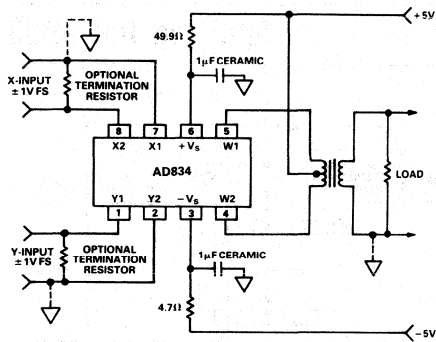 +5V
49.9Ω
1μF CERAMIC
X-INPUT
±1V FS
OPTIONAL
TERMINATION
RESISTOR
8 7 6 5
X2 X1 +VS W1
AD834
Y1 Y2 −VS W2
1 2 3 4
LOAD
Y-INPUT
±1V FS
OPTIONAL
TERMINATION
RESISTOR
1μF CERAMIC
4.7Ω
−5V